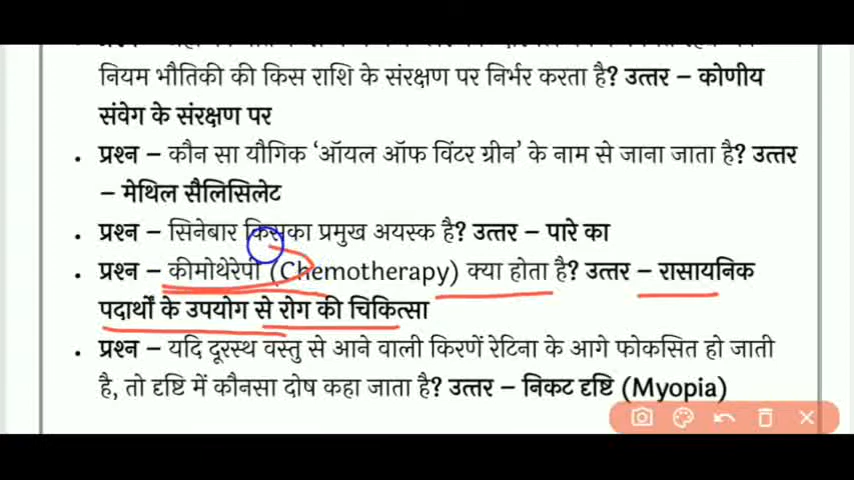 नियम भौतिकी की किस राशि के संरक्षण पर निर्भर करता है? उत्तर – कोणीय
संवेग के संरक्षण पर
• प्रश्न – कौन सा यौगिक ‘ऑयल ऑफ विंटर ग्रीन’ के नाम से जाना जाता है? उत्तर
– मेथिल सैलिसिलेट
• प्रश्न – सिनेबार किसका प्रमुख अयस्क है? उत्तर – पारे का
• प्रश्न – कीमोथेरेपी (Chemotherapy) क्या होता है? उत्तर – रासायनिक
पदार्थों के उपयोग से रोग की चिकित्सा
• प्रश्न – यदि दूरस्थ वस्तु से आने वाली किरणें रेटिना के आगे फोकसित हो जाती
है, तो दृष्टि में कौनसा दोष कहा जाता है? उत्तर – निकट दृष्टि (Myopia)